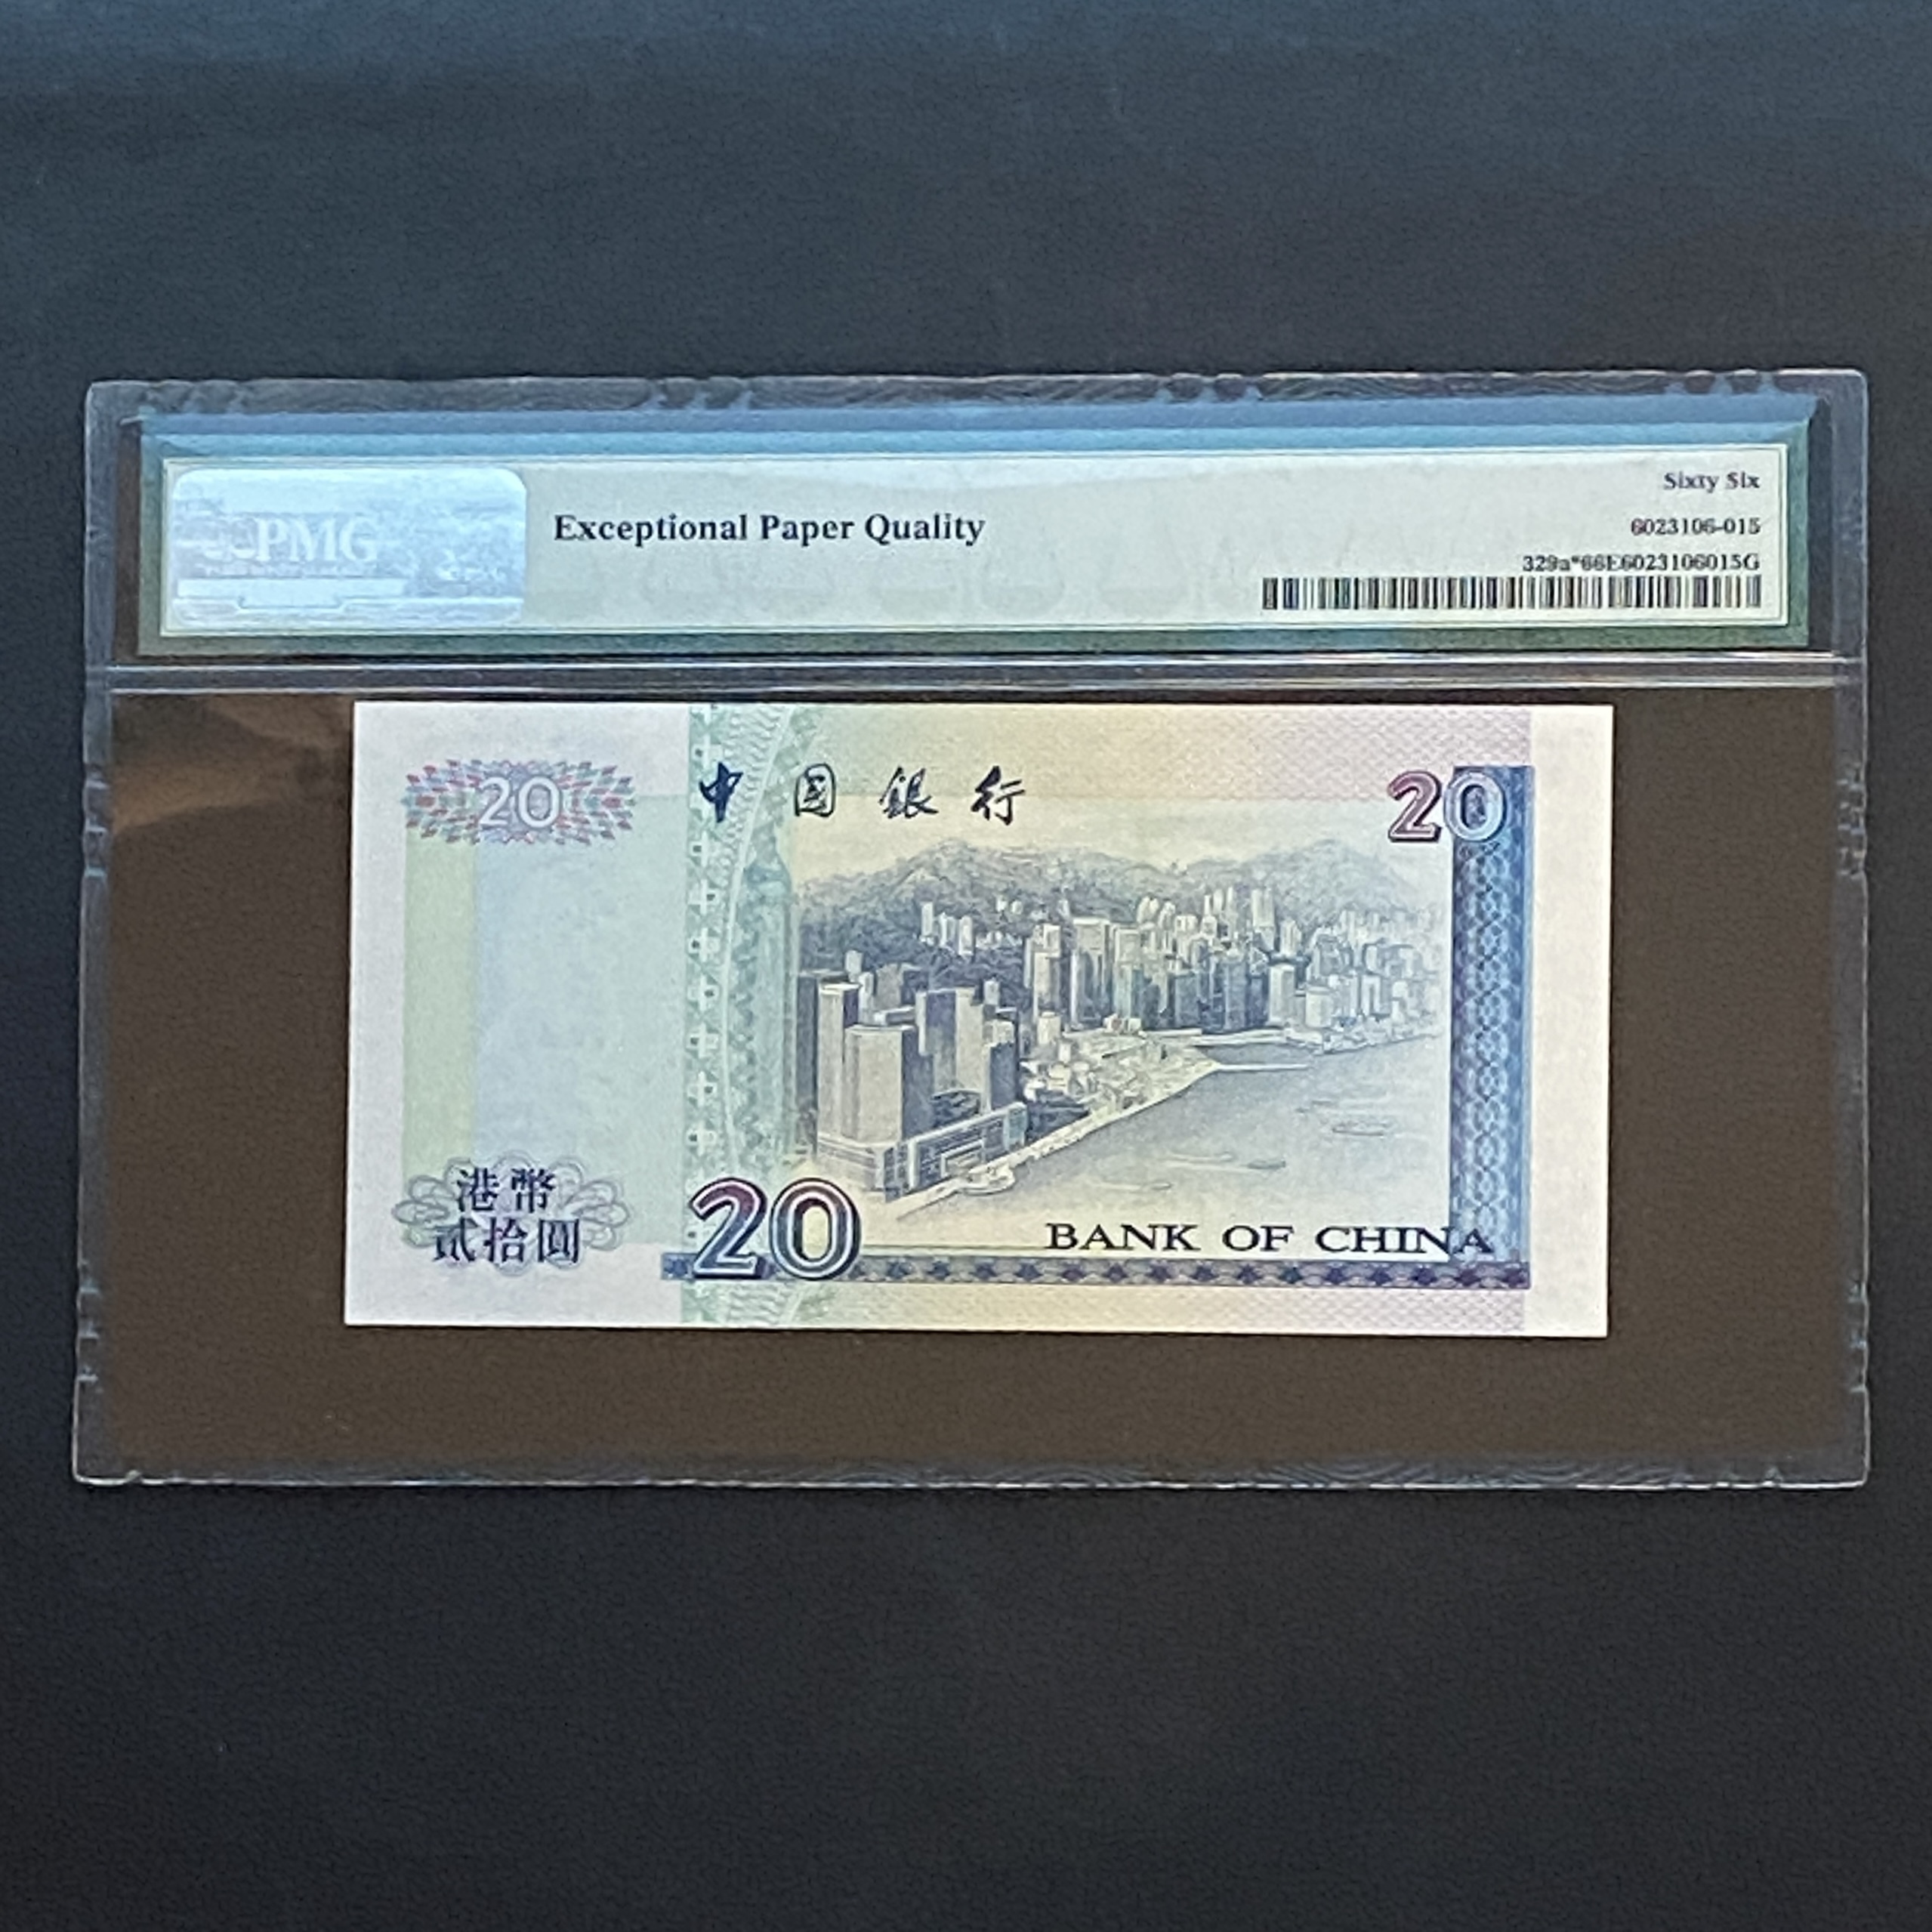 PMG
Exceptional Paper Quality
Sixty Six
6023106-015
329a*66E6023106015G
20
中国銀行
20
港幣
貳拾圓
20
BANK OF CHINA